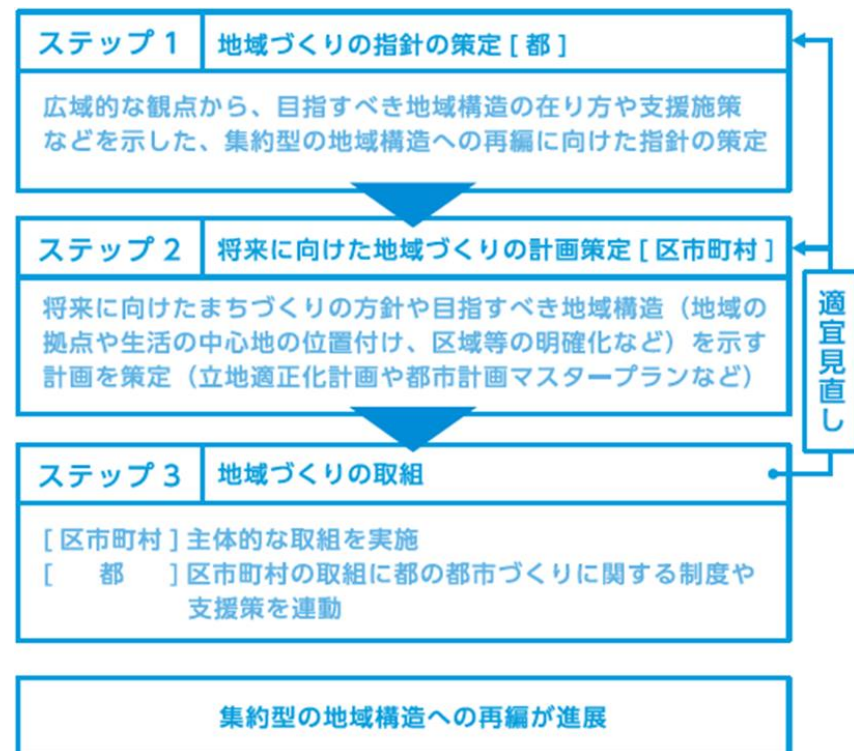 ステップ 1
地域づくりの指針の策定 [ 都 ]
広域的な観点から、目指すべき地域構造の在り方や支援施策
などを示した、集約型の地域構造への再編に向けた指針の策定
ステップ 2
将来に向けた地域づくりの計画策定 [ 区市町村 ]
将来に向けたまちづくりの方針や目指すべき地域構造（地域の
拠点や生活の中心地の位置付け、区域等の明確化など）を示す
計画を策定（立地適正化計画や都市計画マスタープランなど）
適宜見直し
ステップ 3
地域づくりの取組
[ 区市町村 ] 主体的な取組を実施
[ 都 ] 区市町村の取組に都の都市づくりに関する制度や
支援策を連動
集約型の地域構造への再編が進展